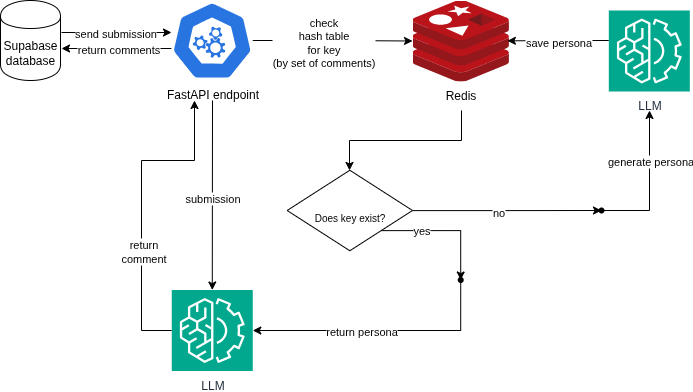 Supabase
database
send submission
return comments
FastAPI endpoint
check
hash table
for key
(by set of comments)
Redis
save persona
LLM
generate persona
Does key exist?
no
yes
submission
return
comment
return persona
LLM